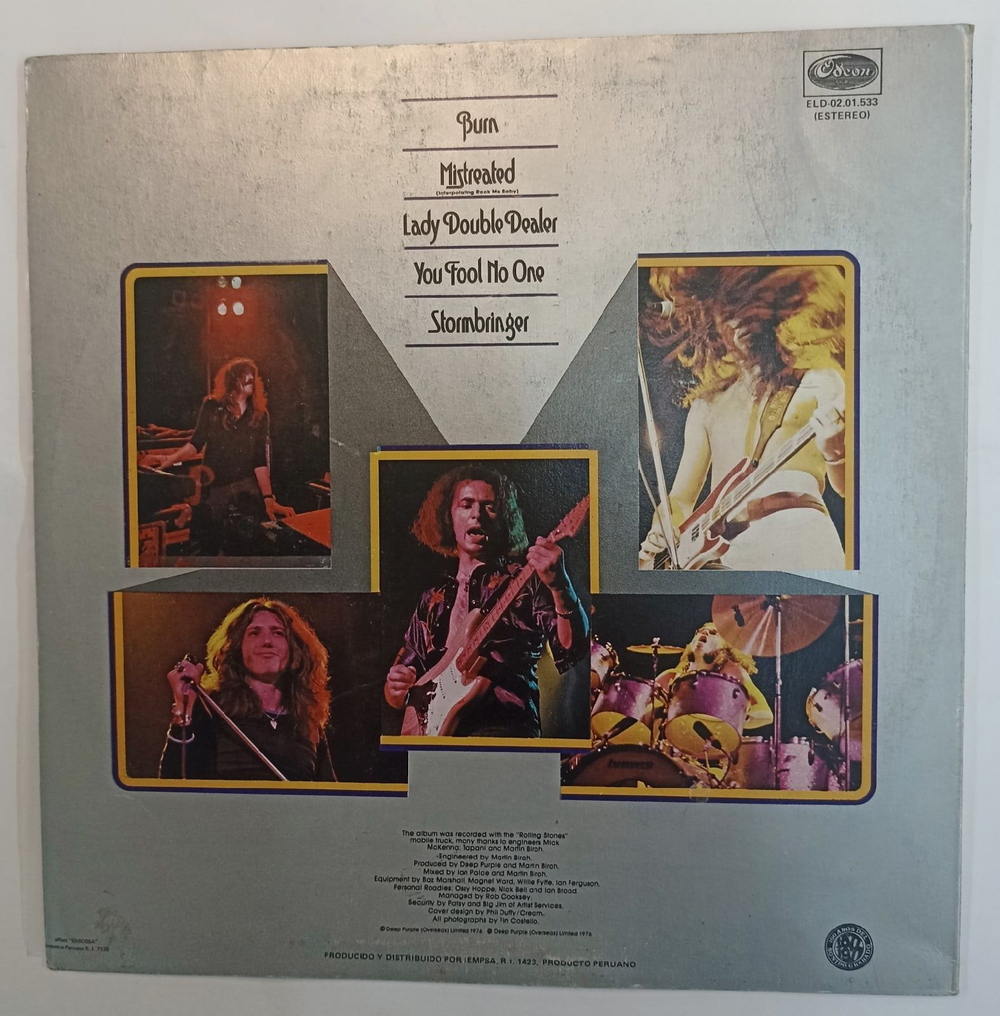 Odeon
ELD-02.01.533
(ESTEREO)
Burn
Mistreated
(Interpolating Rock Me Baby)
Lady Double Dealer
You Fool No One
Stormbringer
The album was recorded with the "Rolling Stones"
mobile truck, many thanks to engineers Mick
McKenna, Tapani and Martin Birch.
Engineered by Martin Birch.
Produced by Deep Purple and Martin Birch.
Mixed by Ian Paice and Martin Birch.
Equipment by Baz Marshall, Magnet Ward, Willie Fyffe, Ian Ferguson.
Personal Roadies: Ossy Hoppe, Nick Bell and Ian Broad.
Managed by Rob Cooksey.
Security by Patsy and Big Jim of Artist Services.
Cover design by Phil Duffy/Cream.
All photographs by Fin Costello.
© Deep Purple (Overseas) Limited 1976 ℗ Deep Purple (Overseas) Limited 1976
PRODUCIDO Y DISTRIBUIDO POR IEMPSA, R.I. 1423, PRODUCTO PERUANO